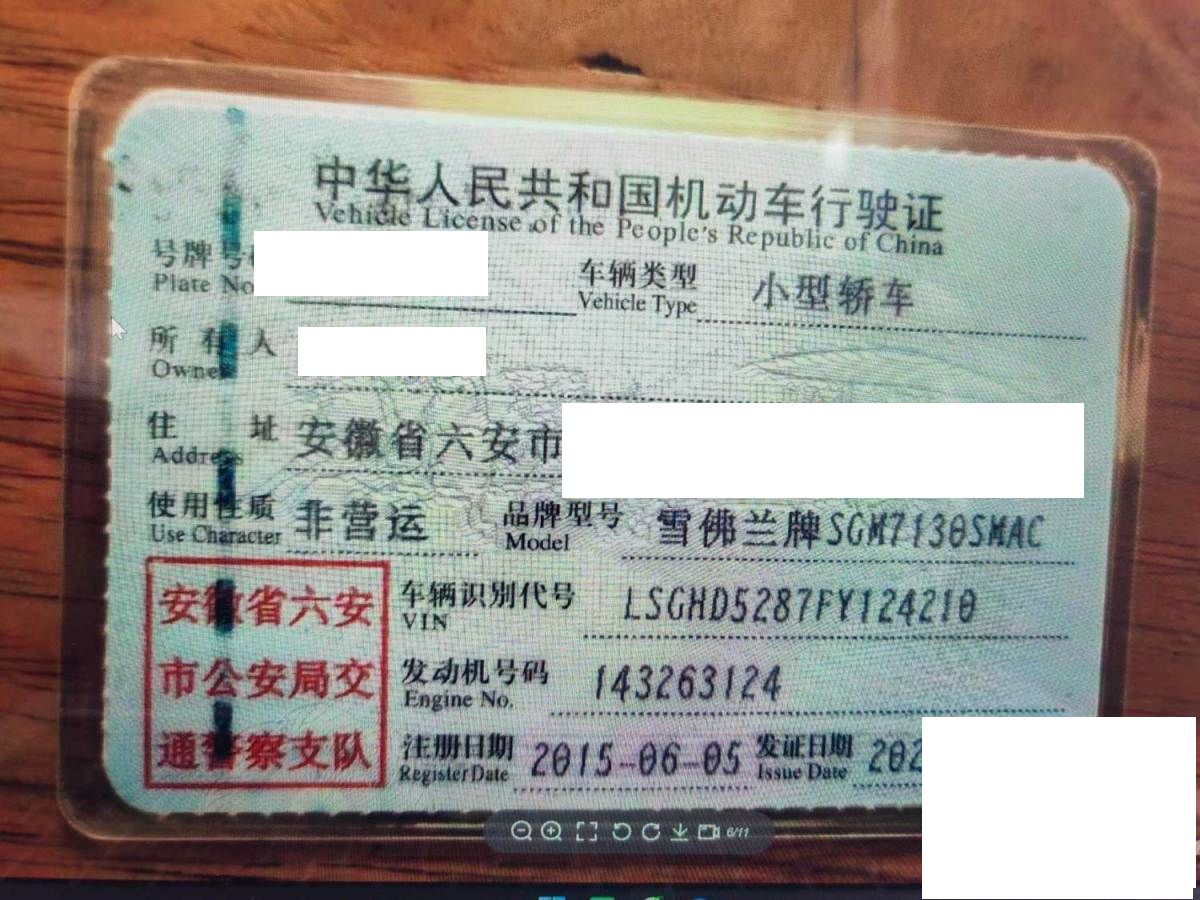 中华人民共和国机动车行驶证
Vehicle License of the People's Republic of China
号牌号 车辆类型 小型轿车
Plate No Vehicle Type
所有人
Owner
住址 安徽省六安市
Address
使用性质 非营运 品牌型号 雪佛兰牌SGM7130SMAC
Use Character Model
安徽省六安 车辆识别代号 LSGHD5287FY124210
VIN
市公安局交 发动机号码 143263124
Engine No.
通警察支队 注册日期 2015-06-05 发证日期 202
Register Date Issue Date
6/11